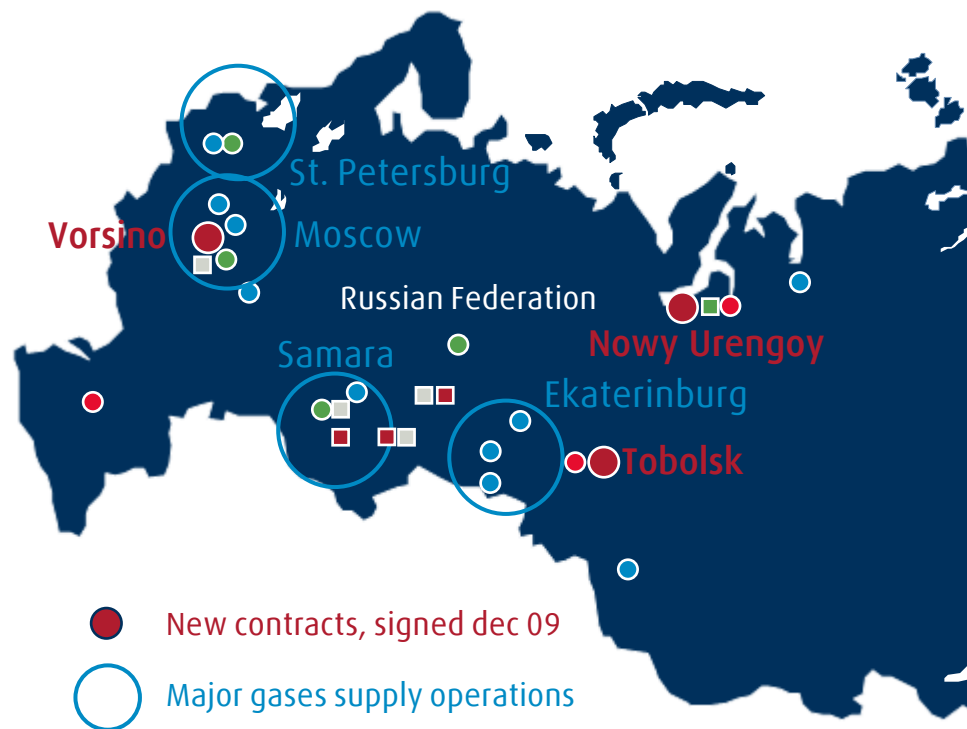 St. Petersburg
Vorsino
Moscow
Russian Federation
Nowy Urengoy
Samara
Ekaterinburg
Tobolsk
New contracts, signed dec 09
Major gases supply operations